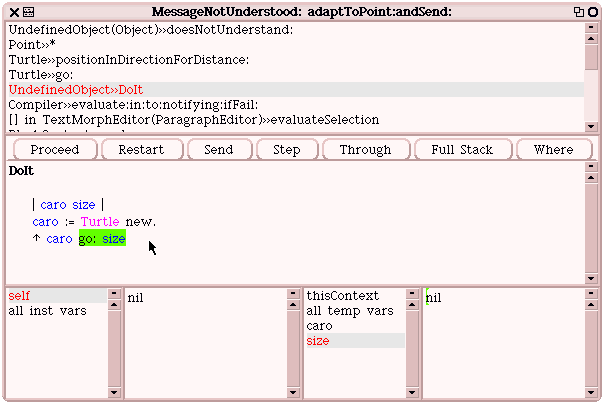 MessageNotUnderstood: adaptToPoint:andSend:
UndefinedObject(Object)»doesNotUnderstand:
Point»*
Turtle»positionInDirectionForDistance:
Turtle»go:
UndefinedObject»DoIt
Compiler»evaluate:in:to:notifying:ifFail:
[] in TextMorphEditor(ParagraphEditor)»evaluateSelection
Proceed Restart Send Step Through Full Stack Where
DoIt
| caro size |
caro := Turtle new.
↑ caro go: size
self
all inst vars
nil
thisContext
all temp vars
caro
size
nil